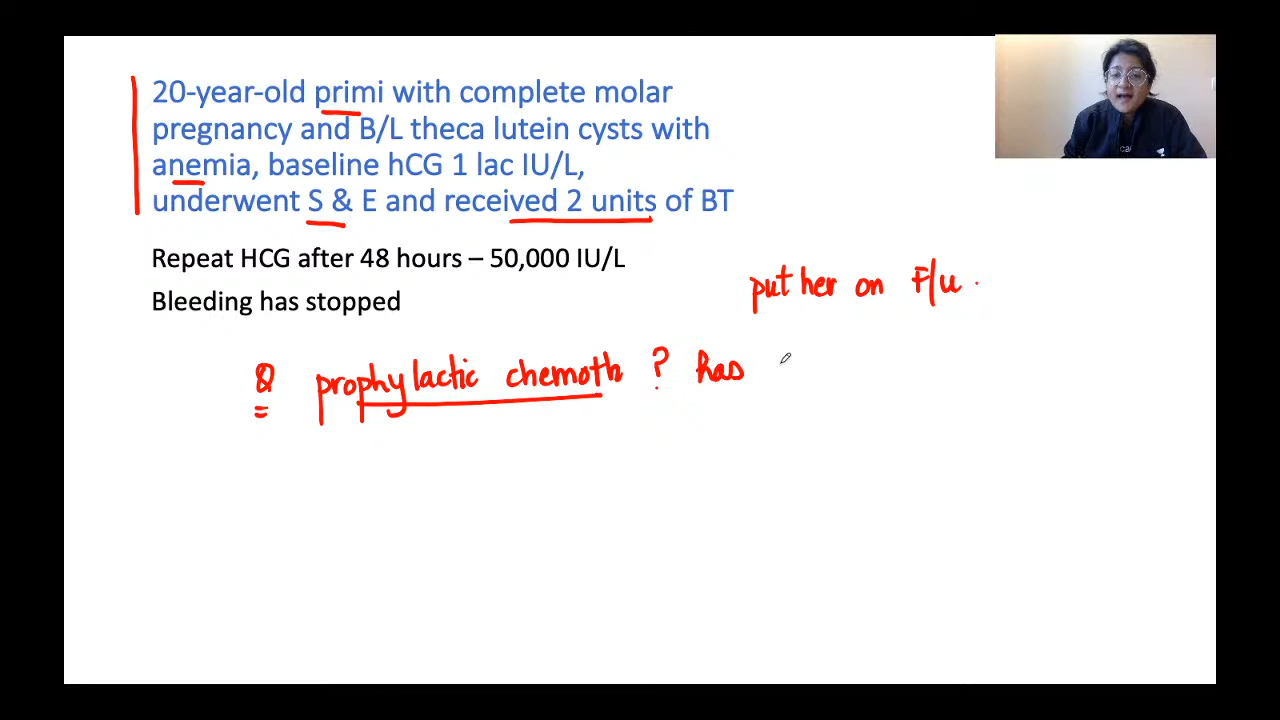 20-year-old primi with complete molar
pregnancy and B/L theca lutein cysts with
anemia, baseline hCG 1 lac IU/L,
underwent S & E and received 2 units of BT
Repeat HCG after 48 hours – 50,000 IU/L
Bleeding has stopped
put her on F/u.
Q prophylactic chemoth ? has